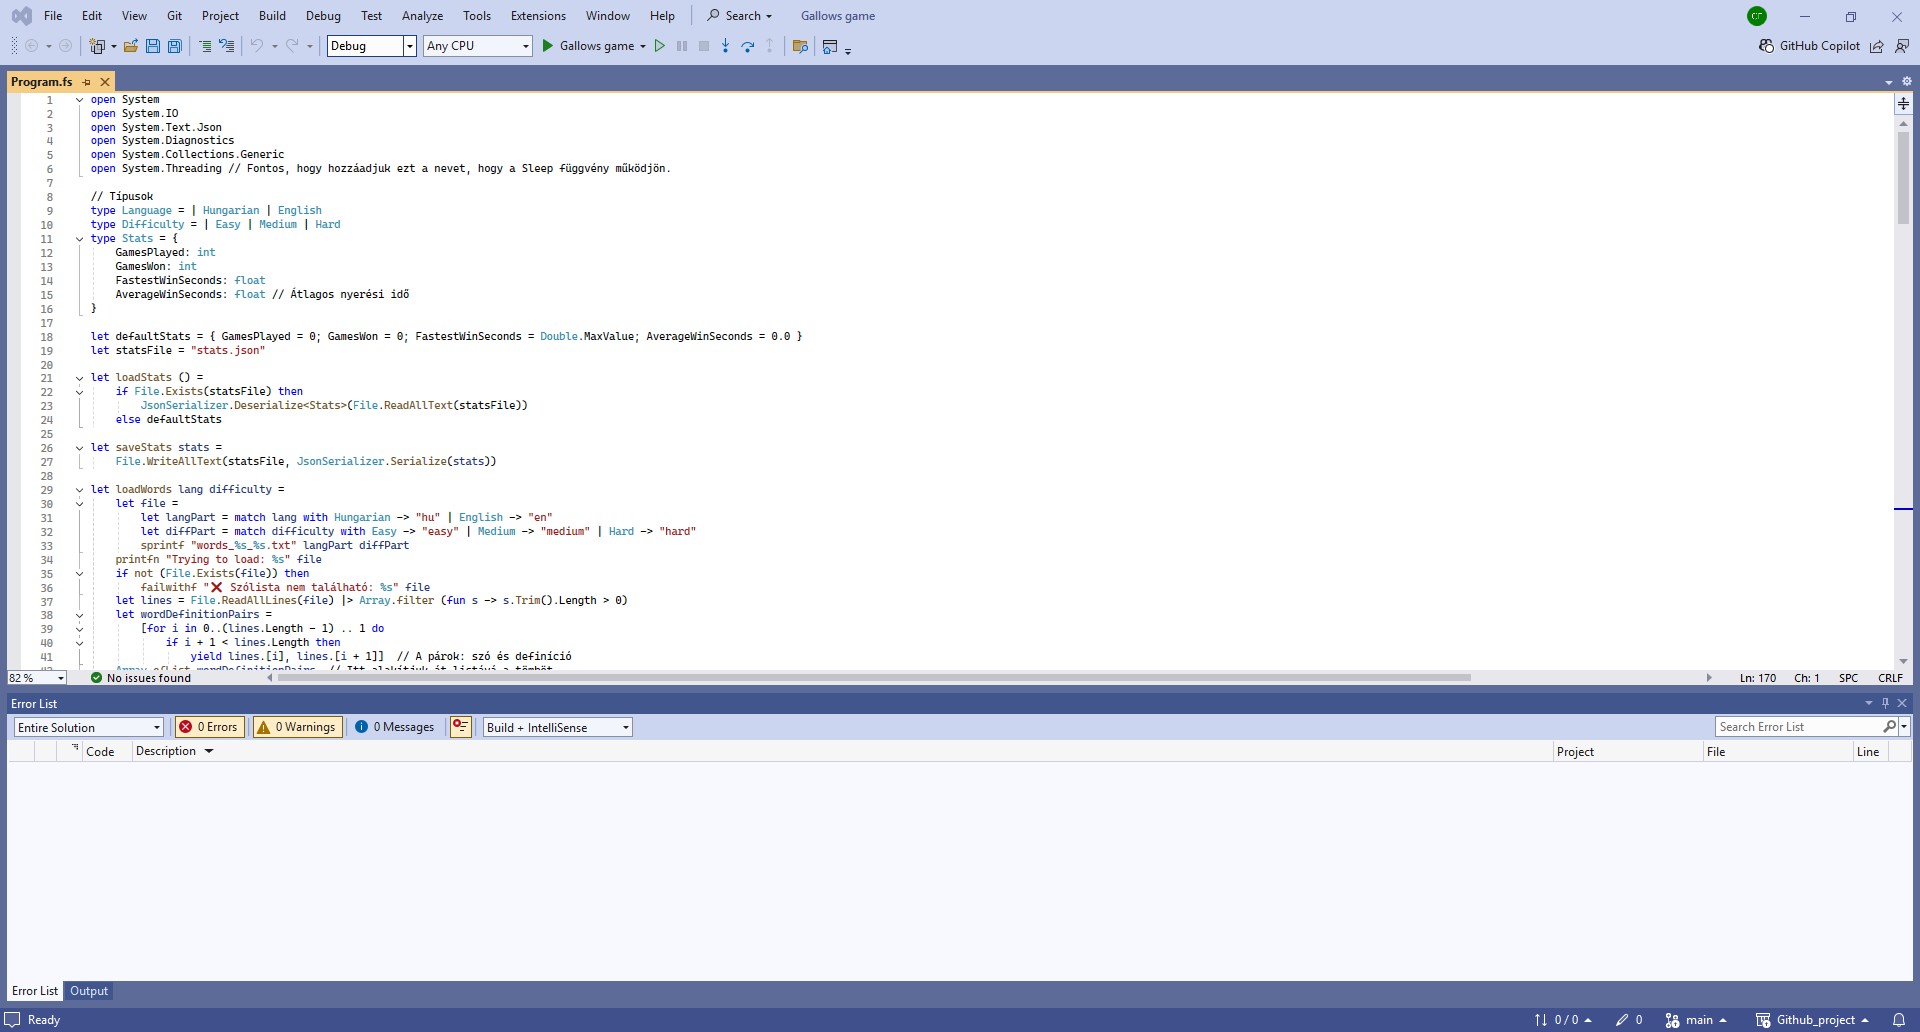 File Edit View Git Project Build Debug Test Analyze Tools Extensions Window Help Search Gallows game CF
Debug Any CPU Gallows game GitHub Copilot
Program.fs
1 open System
2 open System.IO
3 open System.Text.Json
4 open System.Diagnostics
5 open System.Collections.Generic
6 open System.Threading // Fontos, hogy hozzáadjuk ezt a nevet, hogy a Sleep függvény működjön.
7
8 // Típusok
9 type Language = | Hungarian | English
10 type Difficulty = | Easy | Medium | Hard
11 type Stats = {
12 GamesPlayed: int
13 GamesWon: int
14 FastestWinSeconds: float
15 AverageWinSeconds: float // Átlagos nyerési idő
16 }
17
18 let defaultStats = { GamesPlayed = 0; GamesWon = 0; FastestWinSeconds = Double.MaxValue; AverageWinSeconds = 0.0 }
19 let statsFile = "stats.json"
20
21 let loadStats () =
22 if File.Exists(statsFile) then
23 JsonSerializer.Deserialize<Stats>(File.ReadAllText(statsFile))
24 else defaultStats
25
26 let saveStats stats =
27 File.WriteAllText(statsFile, JsonSerializer.Serialize(stats))
28
29 let loadWords lang difficulty =
30 let file =
31 let langPart = match lang with Hungarian -> "hu" | English -> "en"
32 let diffPart = match difficulty with Easy -> "easy" | Medium -> "medium" | Hard -> "hard"
33 sprintf "words_%s_%s.txt" langPart diffPart
34 printfn "Trying to load: %s" file
35 if not (File.Exists(file)) then
36 failwithf "❌ Szólista nem található: %s" file
37 let lines = File.ReadAllLines(file) |> Array.filter (fun s -> s.Trim().Length > 0)
38 let wordDefinitionPairs =
39 [for i in 0..(lines.Length - 1) .. 1 do
40 if i + 1 < lines.Length then
41 yield lines.[i], lines.[i + 1]] // A párok: szó és definíció
42 Array.ofList wordDefinitionPairs // Itt alakítjuk át listává a tömböt
82 % No issues found Ln: 170 Ch: 1 SPC CRLF
Error List
Entire Solution 0 Errors 0 Warnings 0 Messages Build + IntelliSense Search Error List
Code Description Project File Line
Error List Output
Ready 0 / 0 0 main Github_project